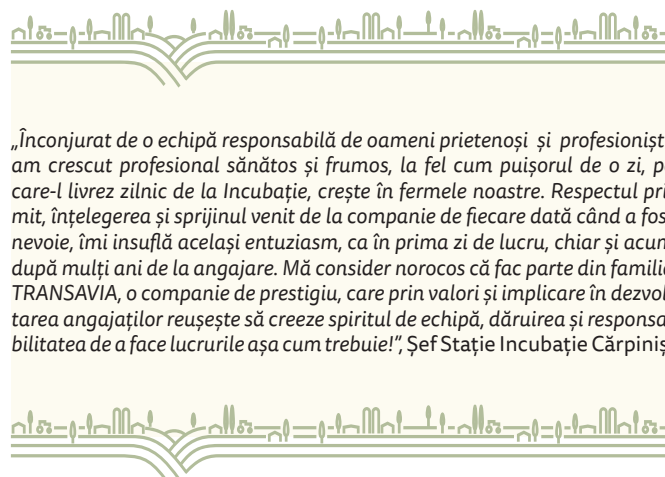 „Înconjurat de o echipă responsabilă de oameni prietenoși și profesionișt
am crescut profesional sănătos și frumos, la fel cum puișorul de o zi, p
care-l livrez zilnic de la Incubație, crește în fermele noastre. Respectul pri
mit, înțelegerea și sprijinul venit de la companie de fiecare dată când a fos
nevoie, îmi insuflă același entuziasm, ca în prima zi de lucru, chiar și acum
după mulți ani de la angajare. Mă consider norocos că fac parte din famili
TRANSAVIA, o companie de prestigiu, care prin valori și implicare în dezvol
tarea angajaților reușește să creeze spiritul de echipă, dăruirea și responsa
bilitatea de a face lucrurile așa cum trebuie!”, Șef Stație Incubație Cărpiniș